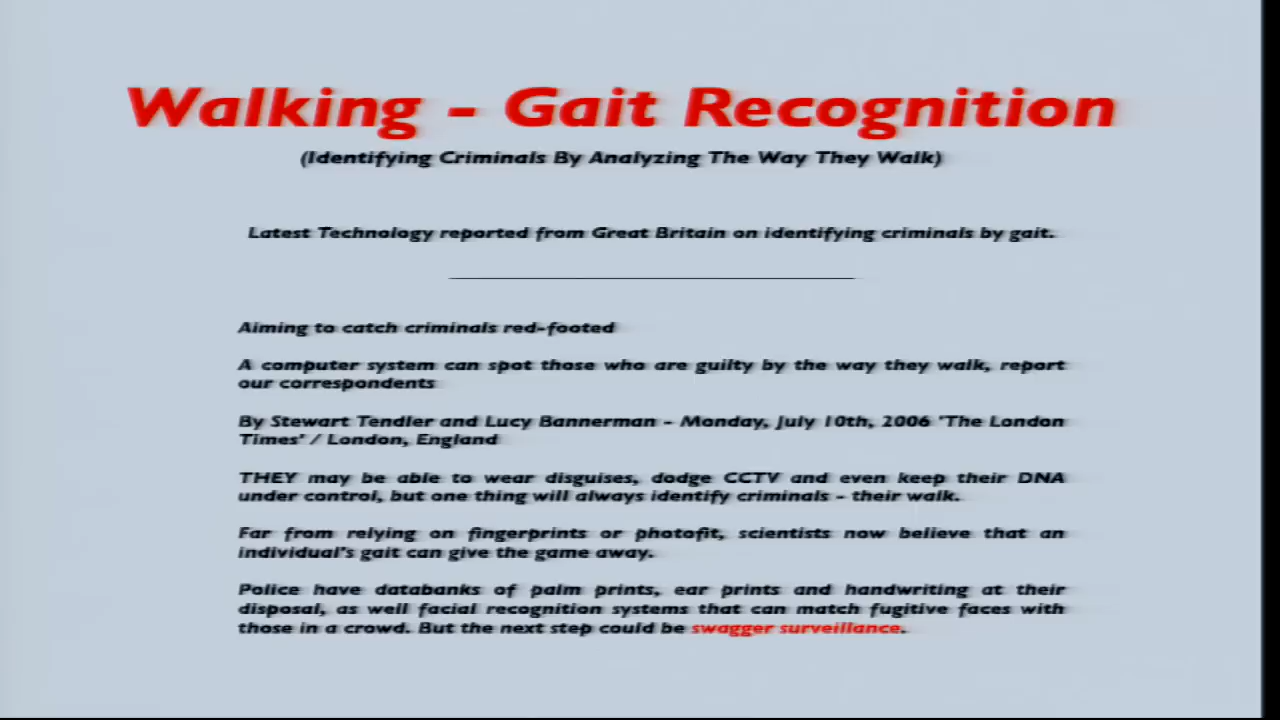 Walking - Gait Recognition
(Identifying Criminals By Analyzing The Way They Walk)
Latest Technology reported from Great Britain on identifying criminals by gait.
Aiming to catch criminals red-footed
A computer system can spot those who are guilty by the way they walk, report
our correspondents
By Stewart Tendler and Lucy Bannerman - Monday, July 10th, 2006 'The London
Times' / London, England
THEY may be able to wear disguises, dodge CCTV and even keep their DNA
under control, but one thing will always identify criminals - their walk.
Far from relying on fingerprints or photofit, scientists now believe that an
individual's gait can give the game away.
Police have databanks of palm prints, ear prints and handwriting at their
disposal, as well facial recognition systems that can match fugitive faces with
those in a crowd. But the next step could be swagger surveillance.